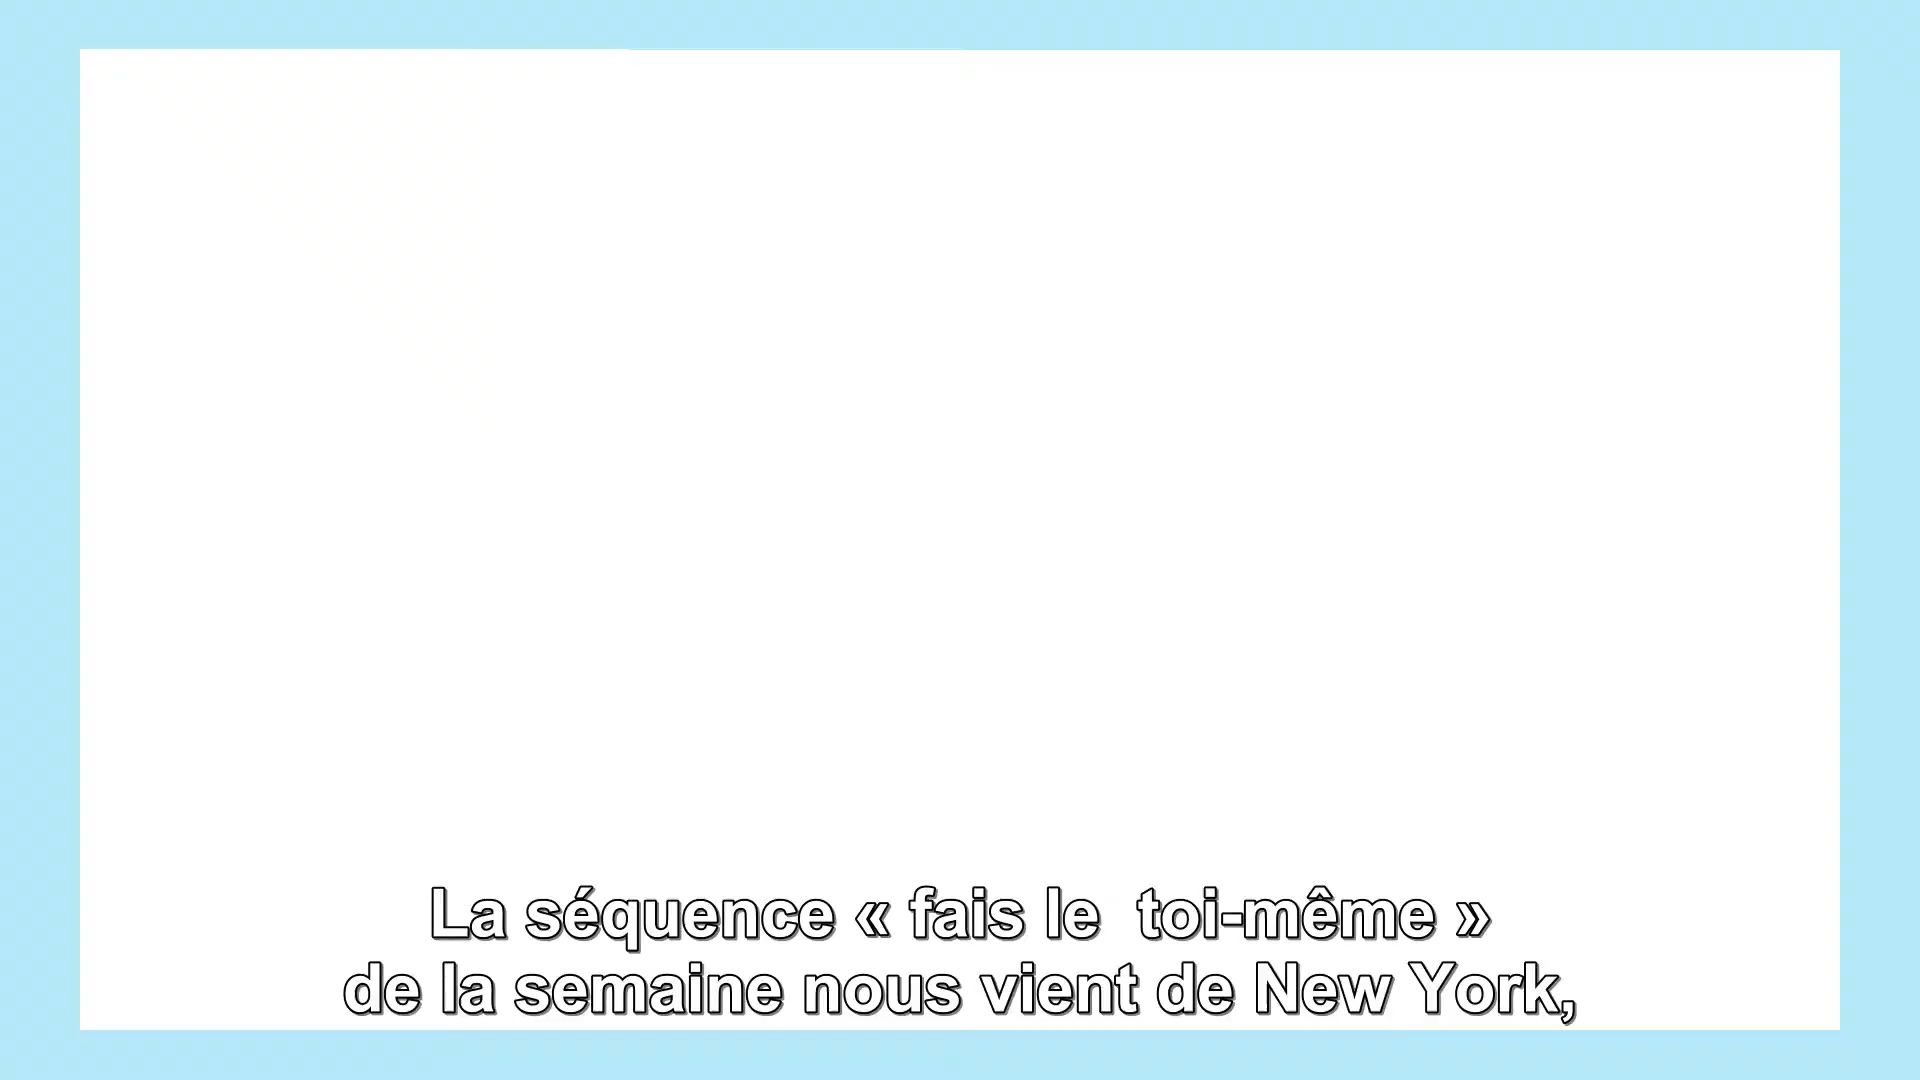 La séquence « fais le  toi-même »
de la semaine nous vient de New York,